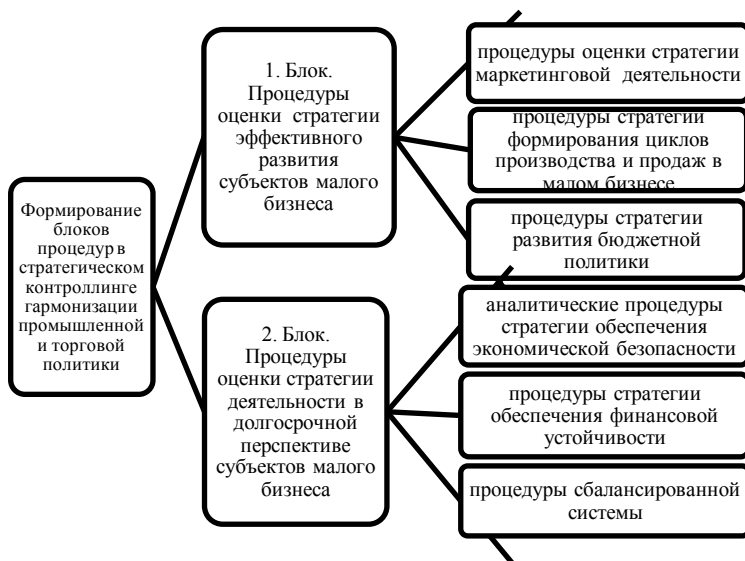 Формирование
блоков
процедур в
стратегическом
контроллинге
гармонизации
промышленной
и торговой
политики
1. Блок.
Процедуры
оценки стратегии
эффективного
развития
субъектов малого
бизнеса
процедуры оценки стратегии
маркетинговой деятельности
процедуры стратегии
формирования циклов
производства и продаж в
малом бизнесе
процедуры стратегии
развития бюджетной
политики
2. Блок.
Процедуры
оценки стратегии
деятельности в
долгосрочной
перспективе
субъектов малого
бизнеса
аналитические процедуры
стратегии обеспечения
экономической безопасности
процедуры стратегии
обеспечения финансовой
устойчивости
процедуры сбалансированной
системы